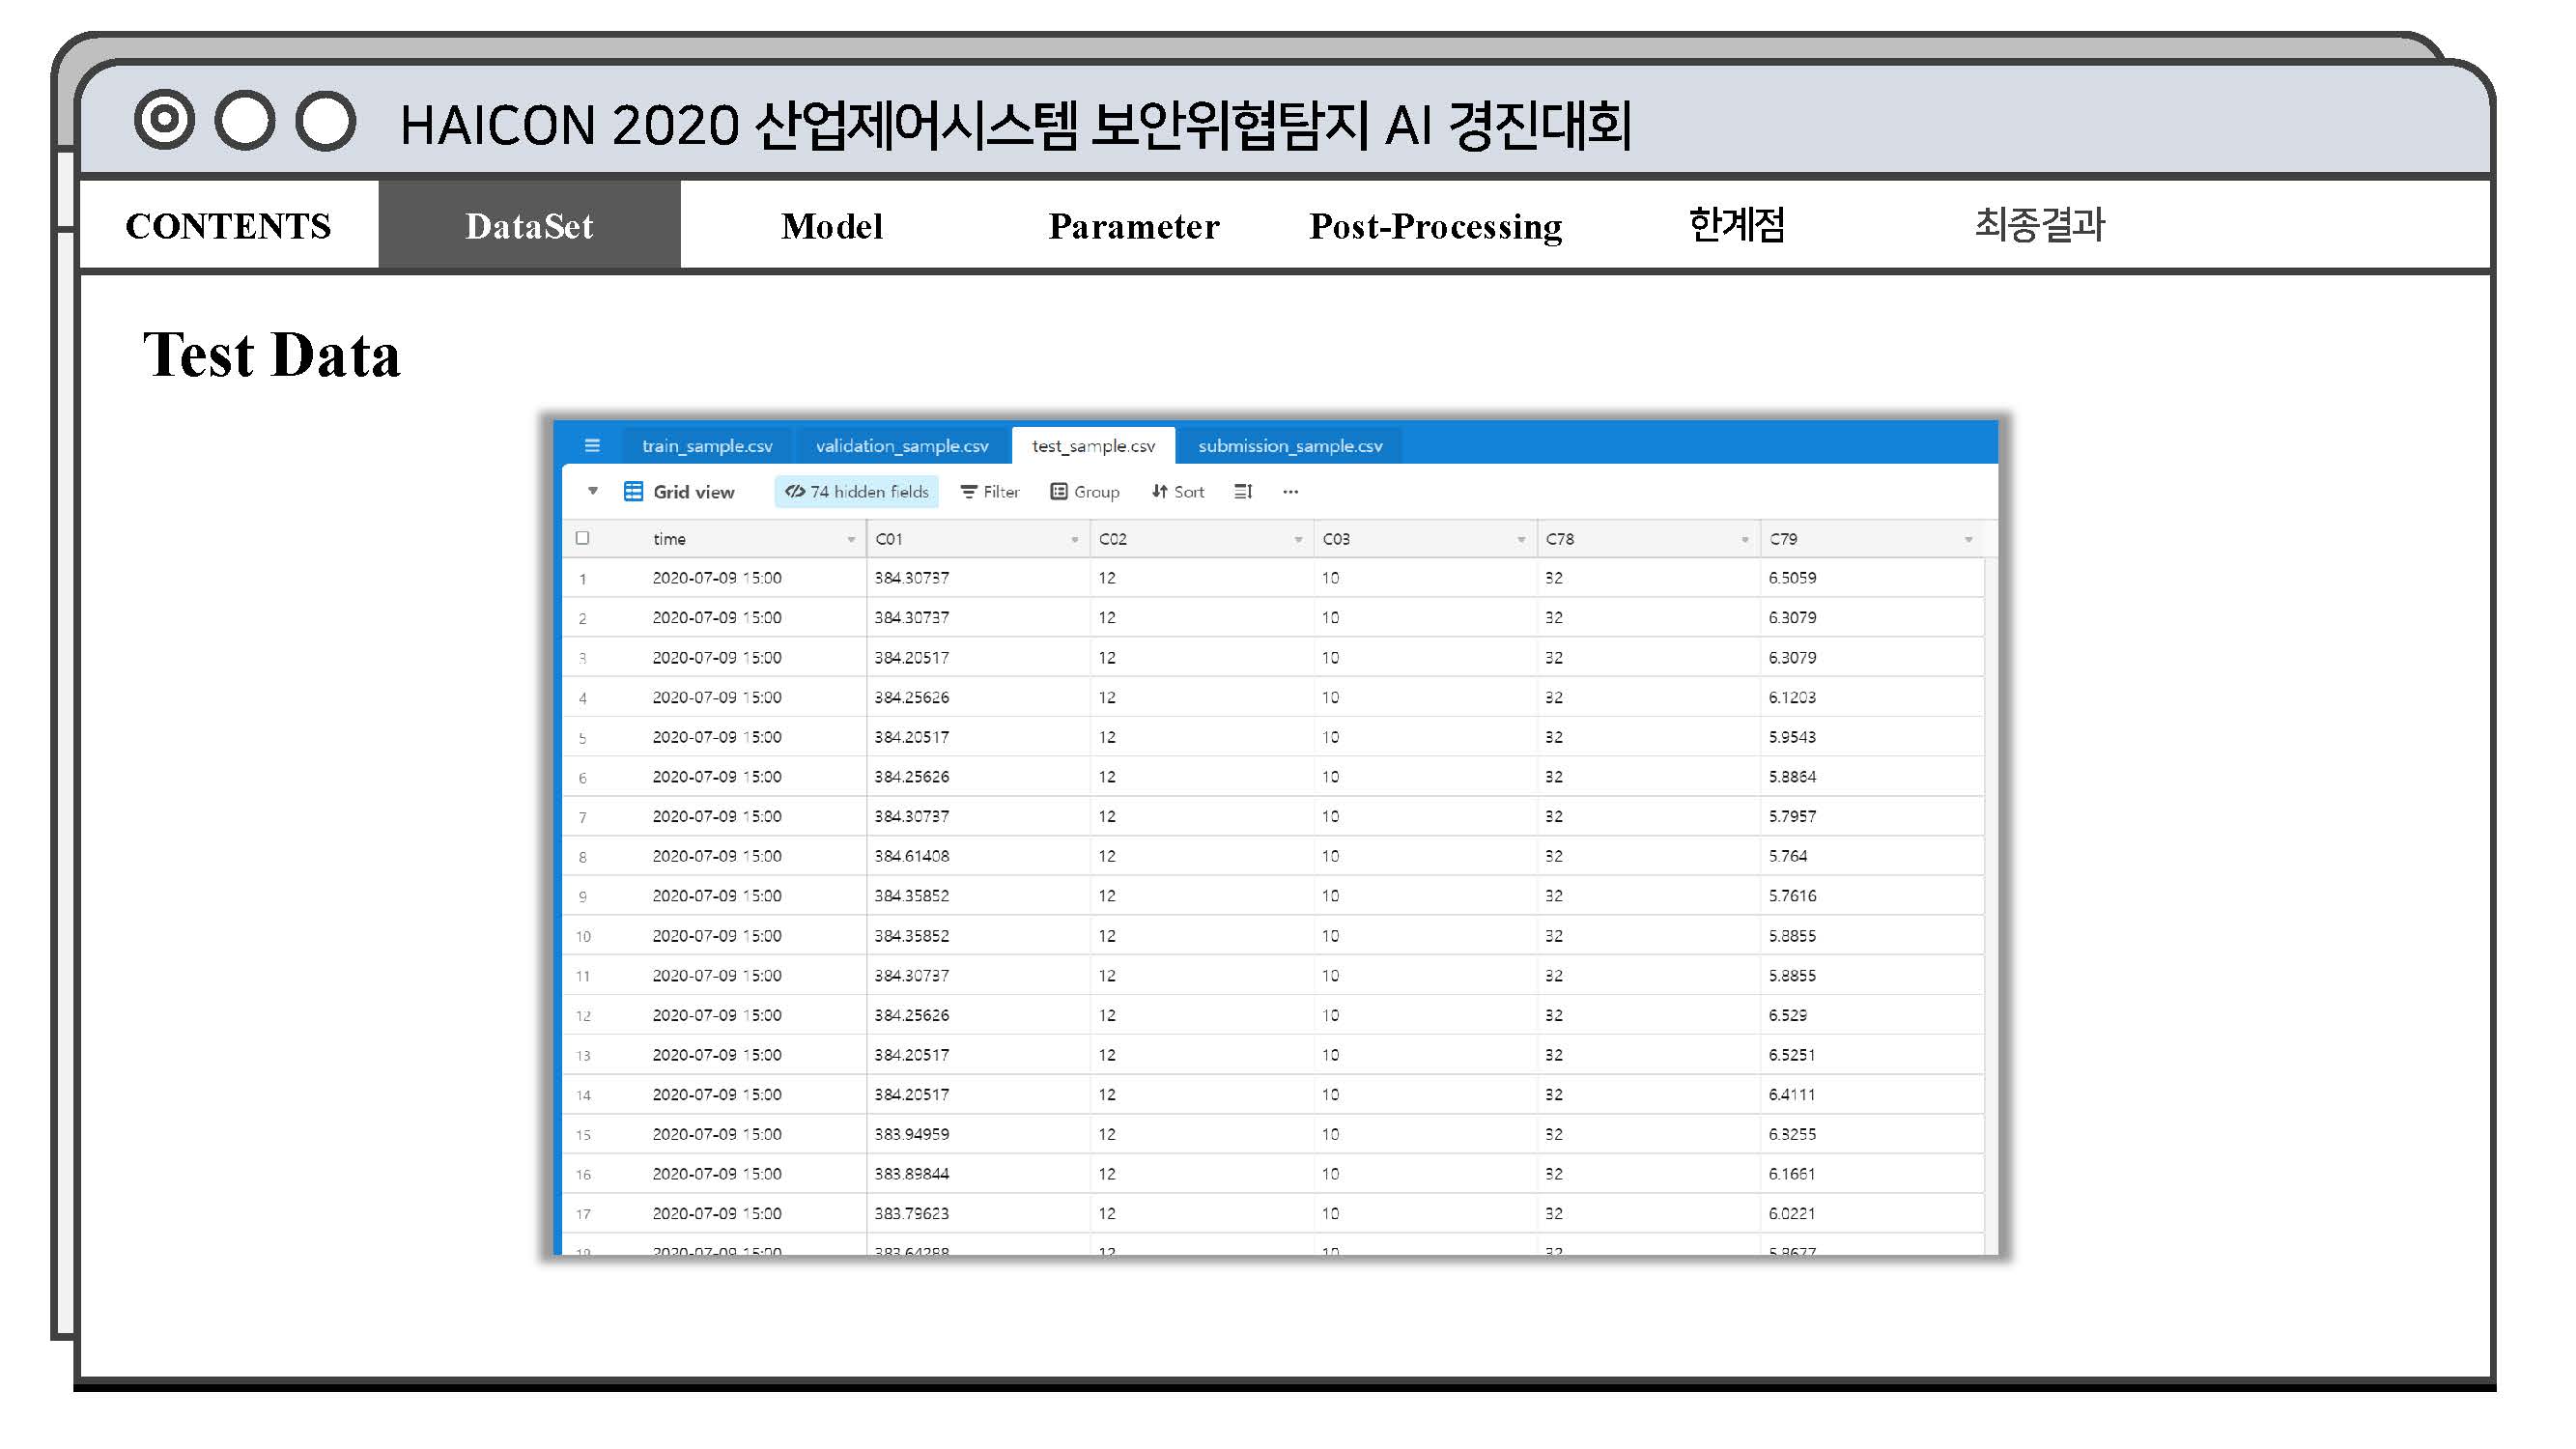 HAICON 2020 산업제어시스템 보안위협탐지 AI 경진대회
CONTENTS DataSet Model Parameter Post-Processing 한계점 최종결과
Test Data
train_sample.csv validation_sample.csv test_sample.csv submission_sample.csv
Grid view 74 hidden fields Filter Group Sort ...
time C01 C02 C03 C78 C79
1 2020-07-09 15:00 384.30737 12 10 32 6.5059
2 2020-07-09 15:00 384.30737 12 10 32 6.3079
3 2020-07-09 15:00 384.20517 12 10 32 6.3079
4 2020-07-09 15:00 384.25626 12 10 32 6.1203
5 2020-07-09 15:00 384.20517 12 10 32 5.9543
6 2020-07-09 15:00 384.25626 12 10 32 5.8864
7 2020-07-09 15:00 384.30737 12 10 32 5.7957
8 2020-07-09 15:00 384.61408 12 10 32 5.764
9 2020-07-09 15:00 384.35852 12 10 32 5.7616
10 2020-07-09 15:00 384.35852 12 10 32 5.8855
11 2020-07-09 15:00 384.30737 12 10 32 5.8855
12 2020-07-09 15:00 384.25626 12 10 32 6.529
13 2020-07-09 15:00 384.20517 12 10 32 6.5251
14 2020-07-09 15:00 384.20517 12 10 32 6.4111
15 2020-07-09 15:00 383.94959 12 10 32 6.3255
16 2020-07-09 15:00 383.89844 12 10 32 6.1661
17 2020-07-09 15:00 383.79623 12 10 32 6.0221
18 2020-07-09 15:00 383.64288 12 10 32 5.8677